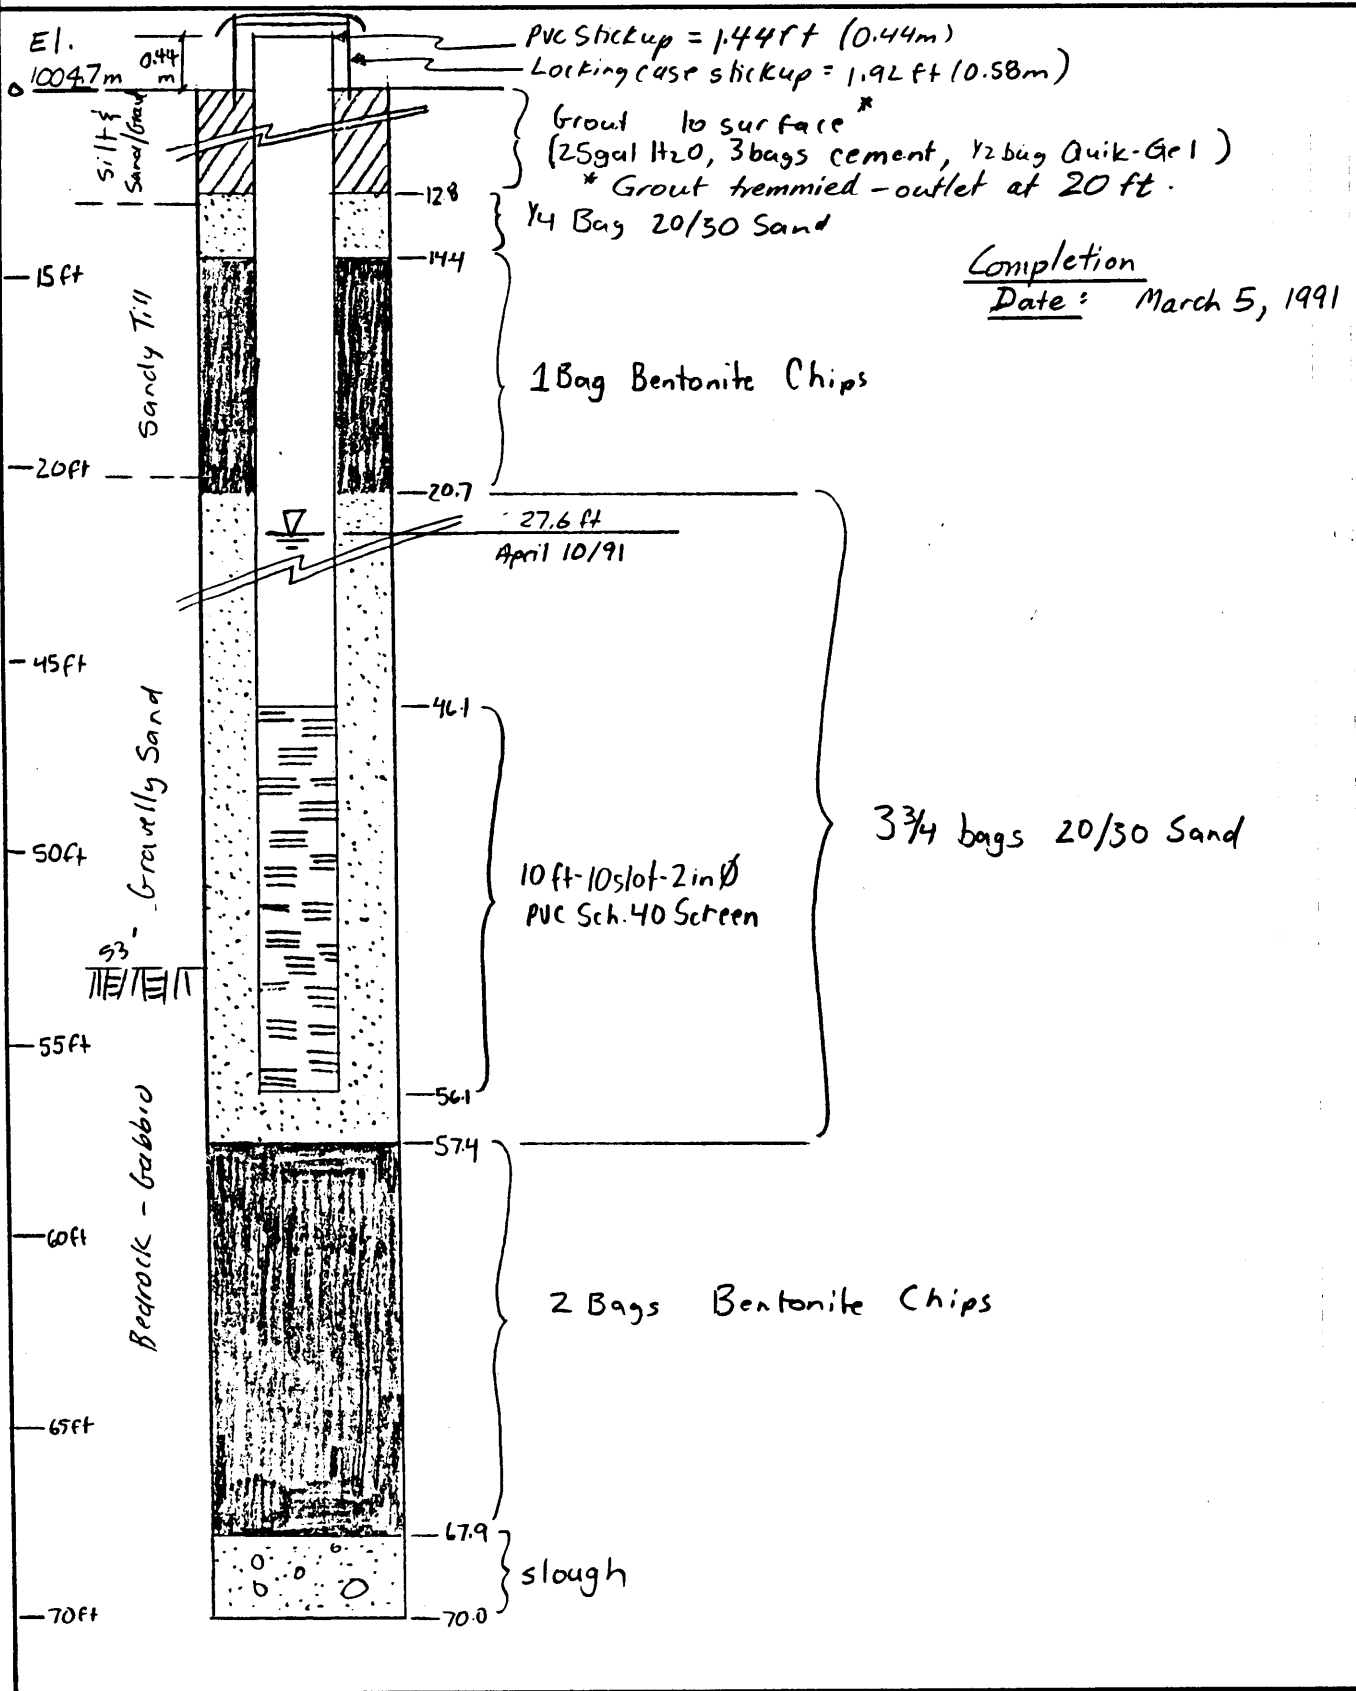 El.
1004.7m
0.44
m
PVC Stickup = 1.44ft (0.44m)
Locking case stickup = 1.92 ft (0.58m)
0
Silt &
Sand/Gravel
Grout to surface *
(25gal H2O, 3bags cement, 1/2 bag Quik-Gel)
* Grout tremmied - outlet at 20 ft.
12.8
1/4 Bag 20/30 Sand
14.4
15ft
Completion
Date: March 5, 1991
Sandy Till
1 Bag Bentonite Chips
20ft
20.7
27.6 ft
April 10/91
45ft
46.1
Gravelly Sand
3 3/4 bags 20/30 Sand
50ft
10 ft-10slot-2in Ø
PVC Sch.40 Screen
53'
55ft
56.1
57.4
Bedrock - Gabbro
60ft
2 Bags Bentonite Chips
65ft
67.9
slough
70ft
70.0